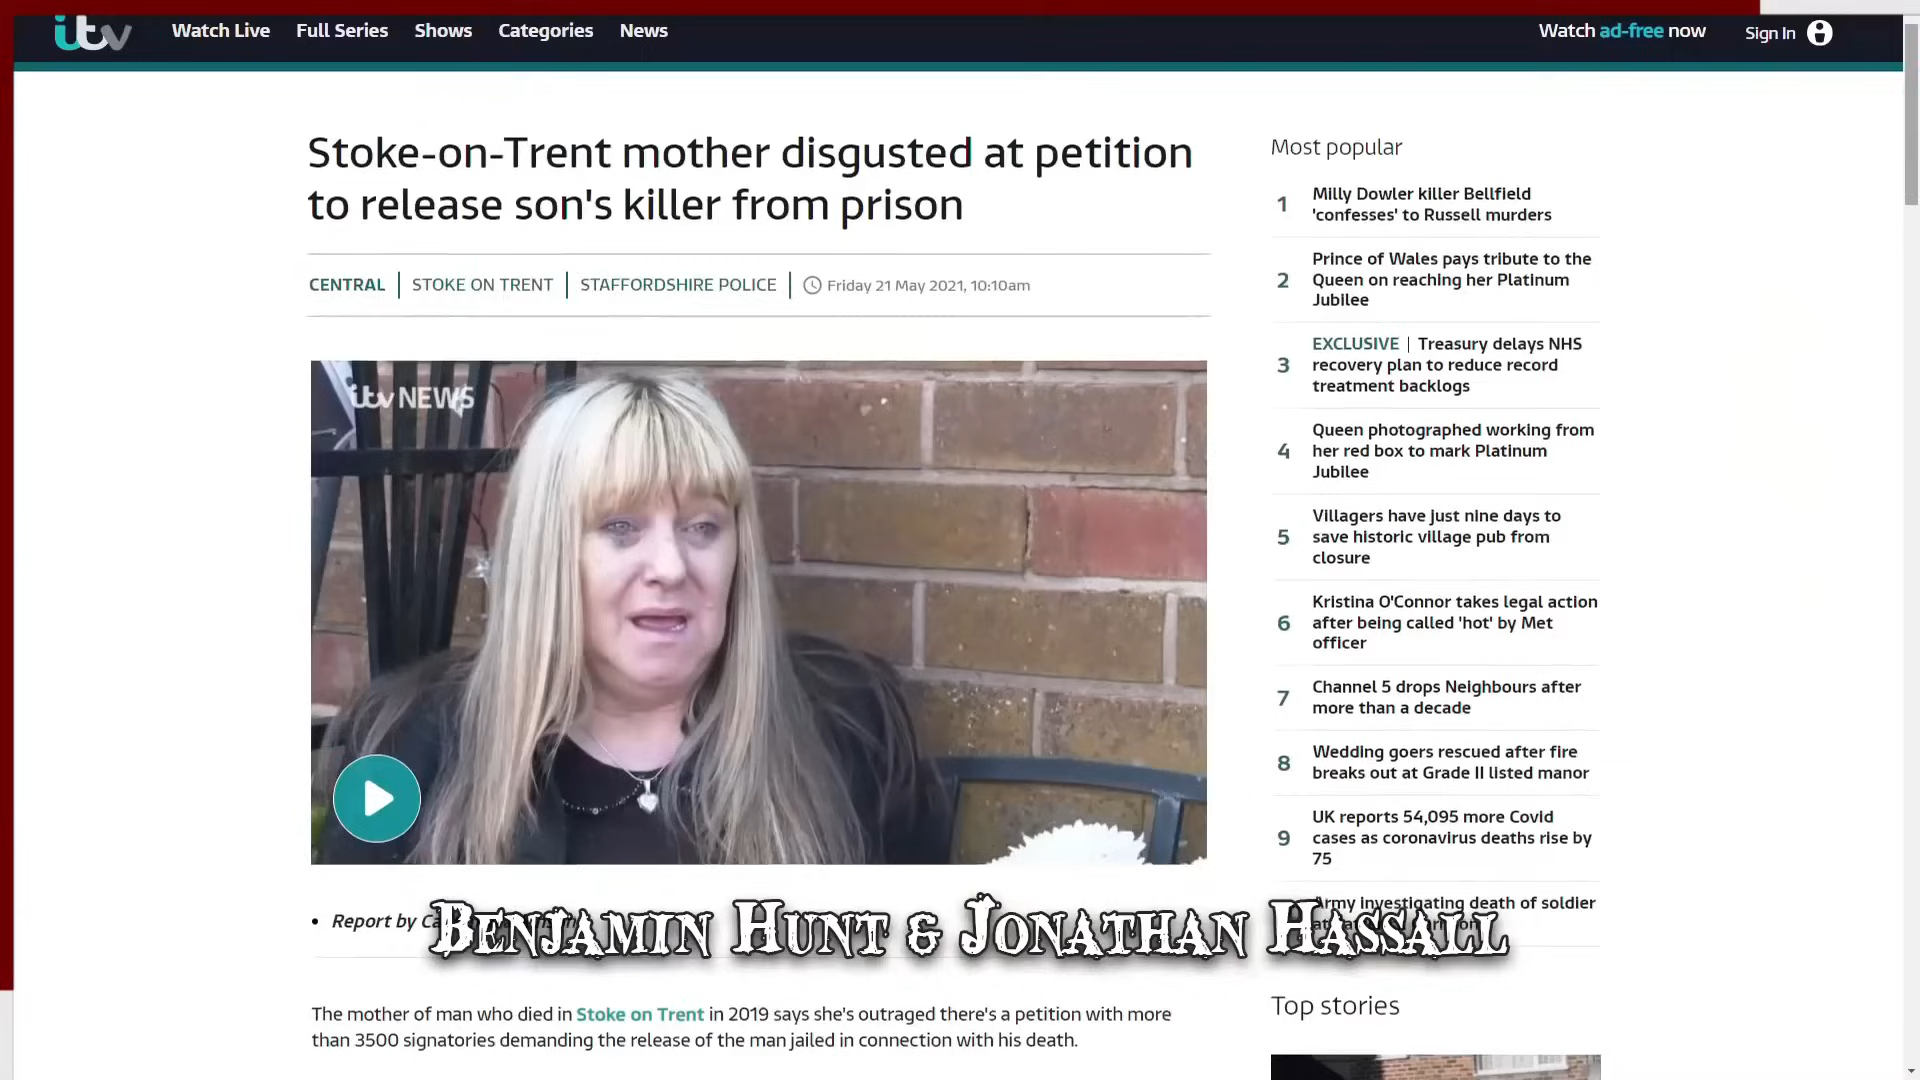 itv
Watch Live
Full Series
Shows
Categories
News
Watch ad-free now
Sign In
Stoke-on-Trent mother disgusted at petition
to release son's killer from prison
CENTRAL
STOKE ON TRENT
STAFFORDSHIRE POLICE
Friday 21 May 2021, 10:10am
itv NEWS
Report by
Benjamin Hunt & Jonathan Hassall
The mother of man who died in Stoke on Trent in 2019 says she's outraged there's a petition with more
than 3500 signatories demanding the release of the man jailed in connection with his death.
Most popular
1
Milly Dowler killer Bellfield
'confesses' to Russell murders
2
Prince of Wales pays tribute to the
Queen on reaching her Platinum
Jubilee
3
EXCLUSIVE | Treasury delays NHS
recovery plan to reduce record
treatment backlogs
4
Queen photographed working from
her red box to mark Platinum
Jubilee
5
Villagers have just nine days to
save historic village pub from
closure
6
Kristina O'Connor takes legal action
after being called 'hot' by Met
officer
7
Channel 5 drops Neighbours after
more than a decade
8
Wedding goers rescued after fire
breaks out at Grade II listed manor
9
UK reports 54,095 more Covid
cases as coronavirus deaths rise by
75
Army investigating death of soldier
Top stories